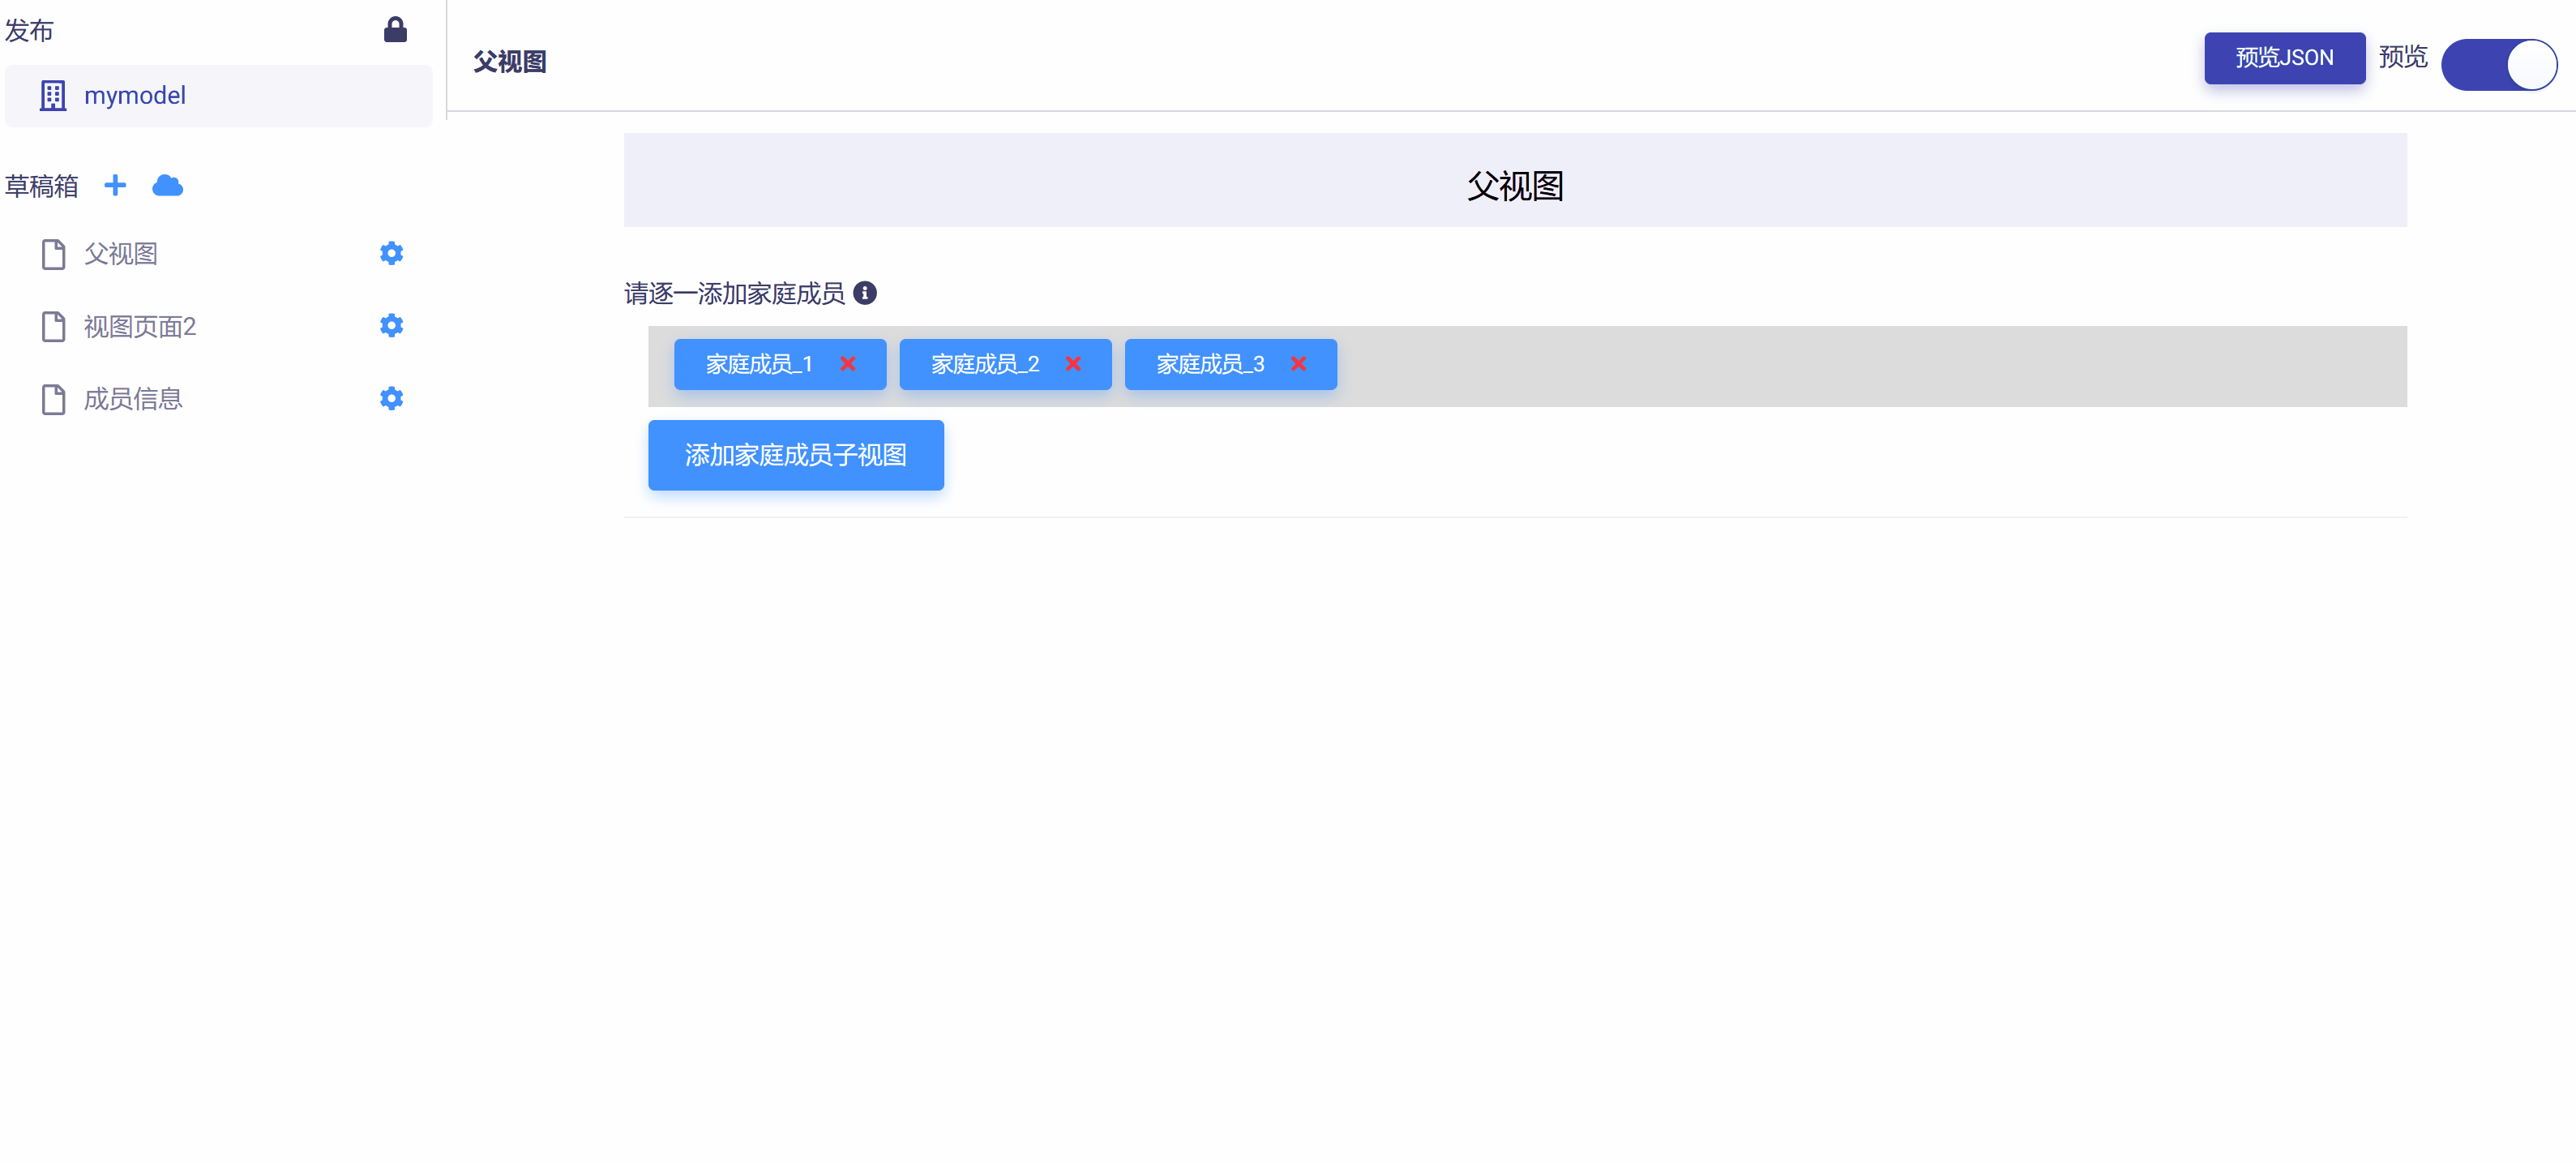 发布
mymodel
草稿箱
父视图
视图页面2
成员信息
父视图
预览JSON 预览
父视图
请逐一添加家庭成员
家庭成员_1 家庭成员_2 家庭成员_3
添加家庭成员子视图